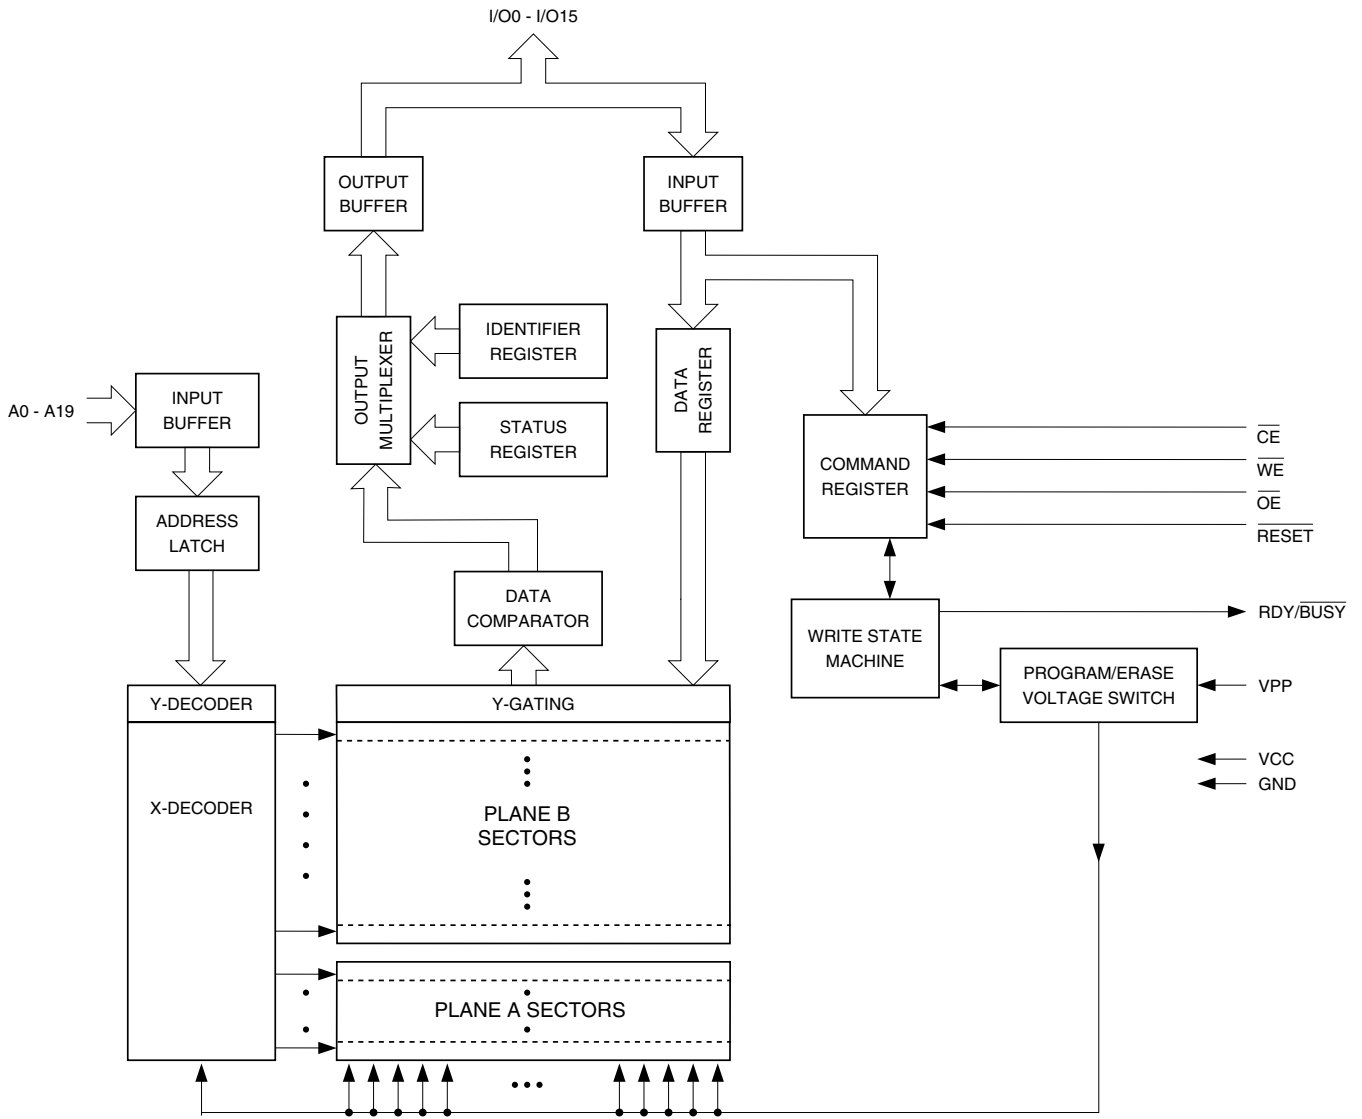 I/O0 - I/O15
OUTPUT
BUFFER
INPUT
BUFFER
IDENTIFIER
REGISTER
OUTPUT
MULTIPLEXER
DATA
REGISTER
A0 - A19
INPUT
BUFFER
STATUS
REGISTER
COMMAND
REGISTER
CE
WE
OE
RESET
ADDRESS
LATCH
DATA
COMPARATOR
WRITE STATE
MACHINE
RDY/BUSY
PROGRAM/ERASE
VOLTAGE SWITCH
VPP
Y-DECODER
Y-GATING
VCC
GND
X-DECODER
PLANE B
SECTORS
PLANE A SECTORS